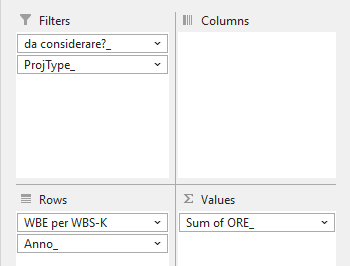 Filters
da considerare?_
ProjType_
Columns
Rows
WBE per WBS-K
Anno_
Values
Sum of ORE_